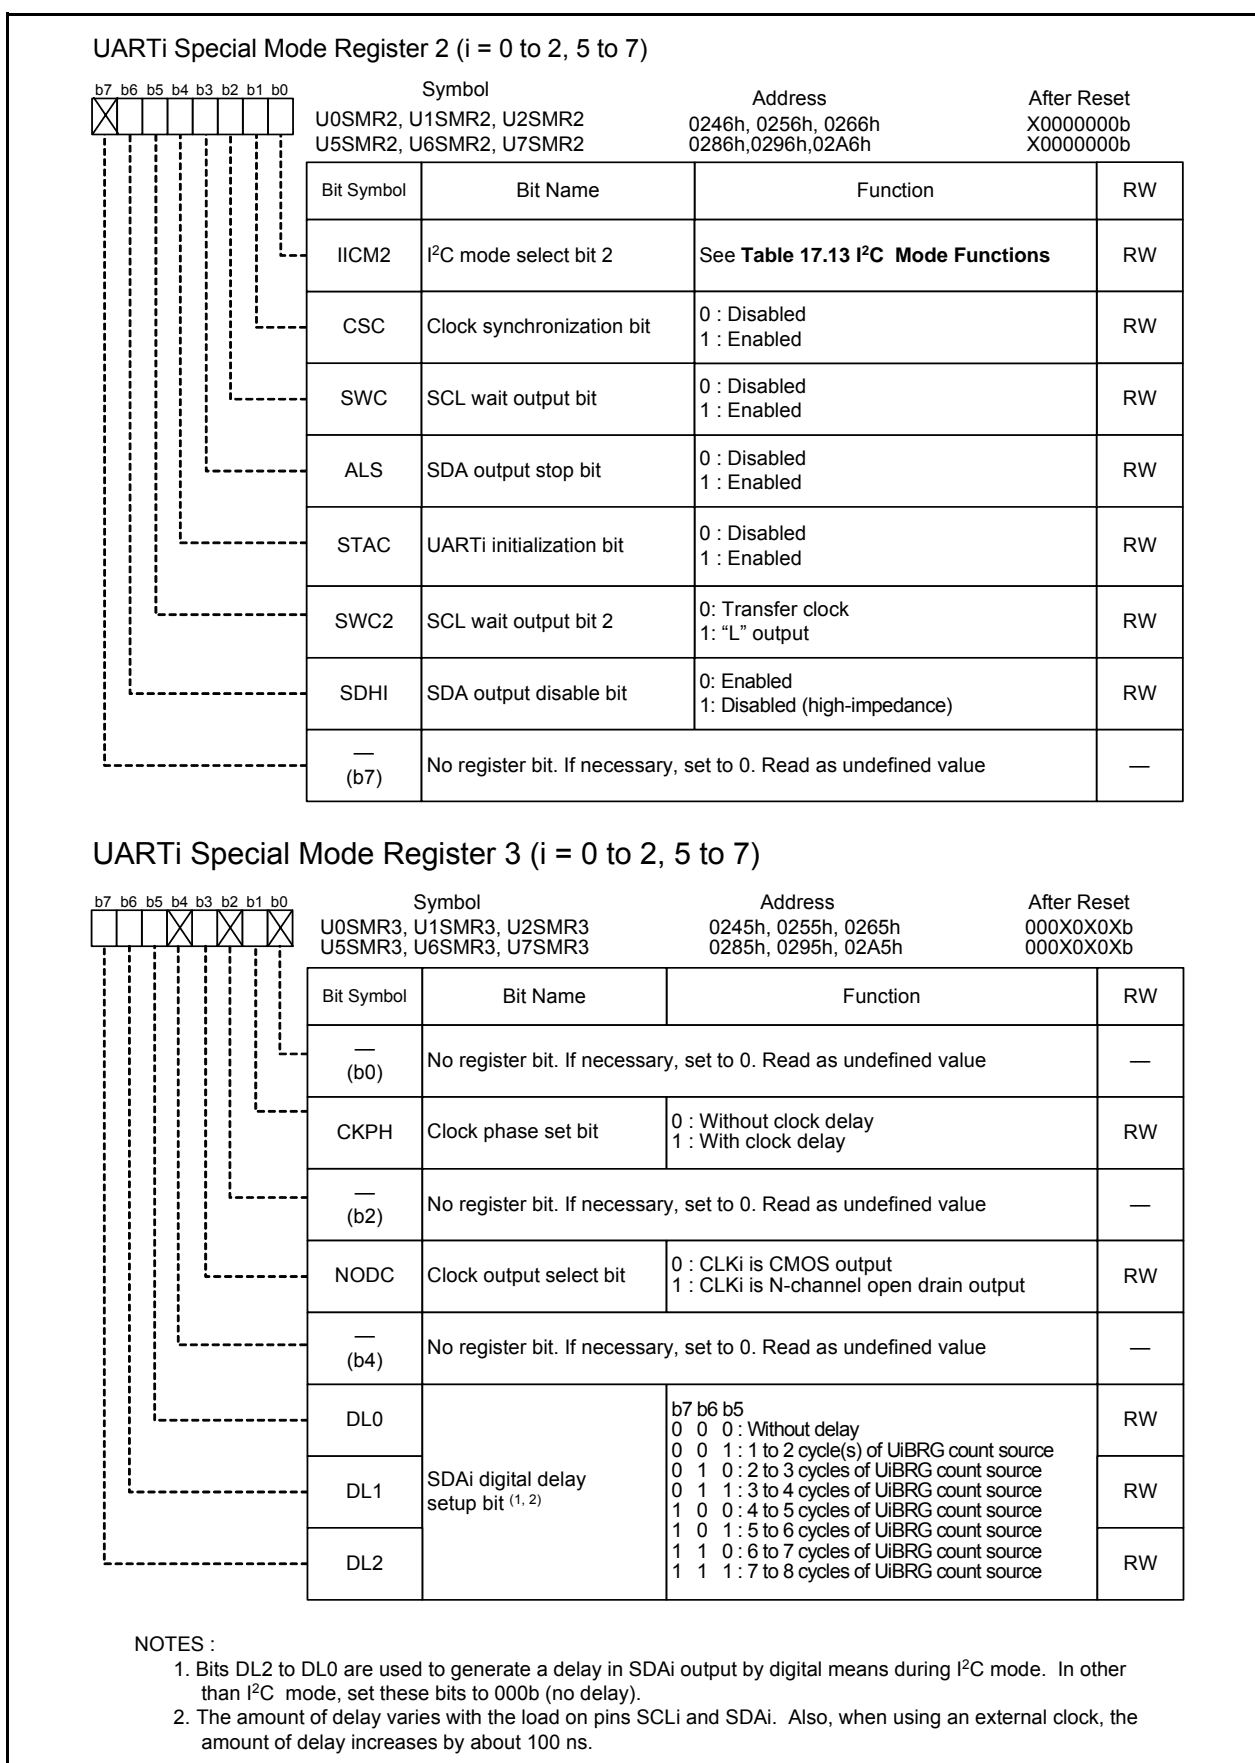 UARTi Special Mode Register 2 (i = 0 to 2, 5 to 7)
b7 b6 b5 b4 b3 b2 b1 b0
Symbol Address After Reset
U0SMR2, U1SMR2, U2SMR2 0246h, 0256h, 0266h X0000000b
U5SMR2, U6SMR2, U7SMR2 0286h,0296h,02A6h X0000000b
Bit Symbol Bit Name Function RW
IICM2 I²C mode select bit 2 See Table 17.13 I²C Mode Functions RW
CSC Clock synchronization bit 0 : Disabled
1 : Enabled RW
SWC SCL wait output bit 0 : Disabled
1 : Enabled RW
ALS SDA output stop bit 0 : Disabled
1 : Enabled RW
STAC UARTi initialization bit 0 : Disabled
1 : Enabled RW
SWC2 SCL wait output bit 2 0: Transfer clock
1: “L” output RW
SDHI SDA output disable bit 0: Enabled
1: Disabled (high-impedance) RW
—
(b7) No register bit. If necessary, set to 0. Read as undefined value —
UARTi Special Mode Register 3 (i = 0 to 2, 5 to 7)
b7 b6 b5 b4 b3 b2 b1 b0
Symbol Address After Reset
U0SMR3, U1SMR3, U2SMR3 0245h, 0255h, 0265h 000X0X0Xb
U5SMR3, U6SMR3, U7SMR3 0285h, 0295h, 02A5h 000X0X0Xb
Bit Symbol Bit Name Function RW
—
(b0) No register bit. If necessary, set to 0. Read as undefined value —
CKPH Clock phase set bit 0 : Without clock delay
1 : With clock delay RW
—
(b2) No register bit. If necessary, set to 0. Read as undefined value —
NODC Clock output select bit 0 : CLKi is CMOS output
1 : CLKi is N-channel open drain output RW
—
(b4) No register bit. If necessary, set to 0. Read as undefined value —
DL0 RW
DL1 RW
DL2 RW
SDAi digital delay
setup bit (1, 2)
b7 b6 b5
0 0 0 : Without delay
0 0 1 : 1 to 2 cycle(s) of UiBRG count source
0 1 0 : 2 to 3 cycles of UiBRG count source
0 1 1 : 3 to 4 cycles of UiBRG count source
1 0 0 : 4 to 5 cycles of UiBRG count source
1 0 1 : 5 to 6 cycles of UiBRG count source
1 1 0 : 6 to 7 cycles of UiBRG count source
1 1 1 : 7 to 8 cycles of UiBRG count source
NOTES :
1. Bits DL2 to DL0 are used to generate a delay in SDAi output by digital means during I²C mode. In other
than I²C mode, set these bits to 000b (no delay).
2. The amount of delay varies with the load on pins SCLi and SDAi. Also, when using an external clock, the
amount of delay increases by about 100 ns.